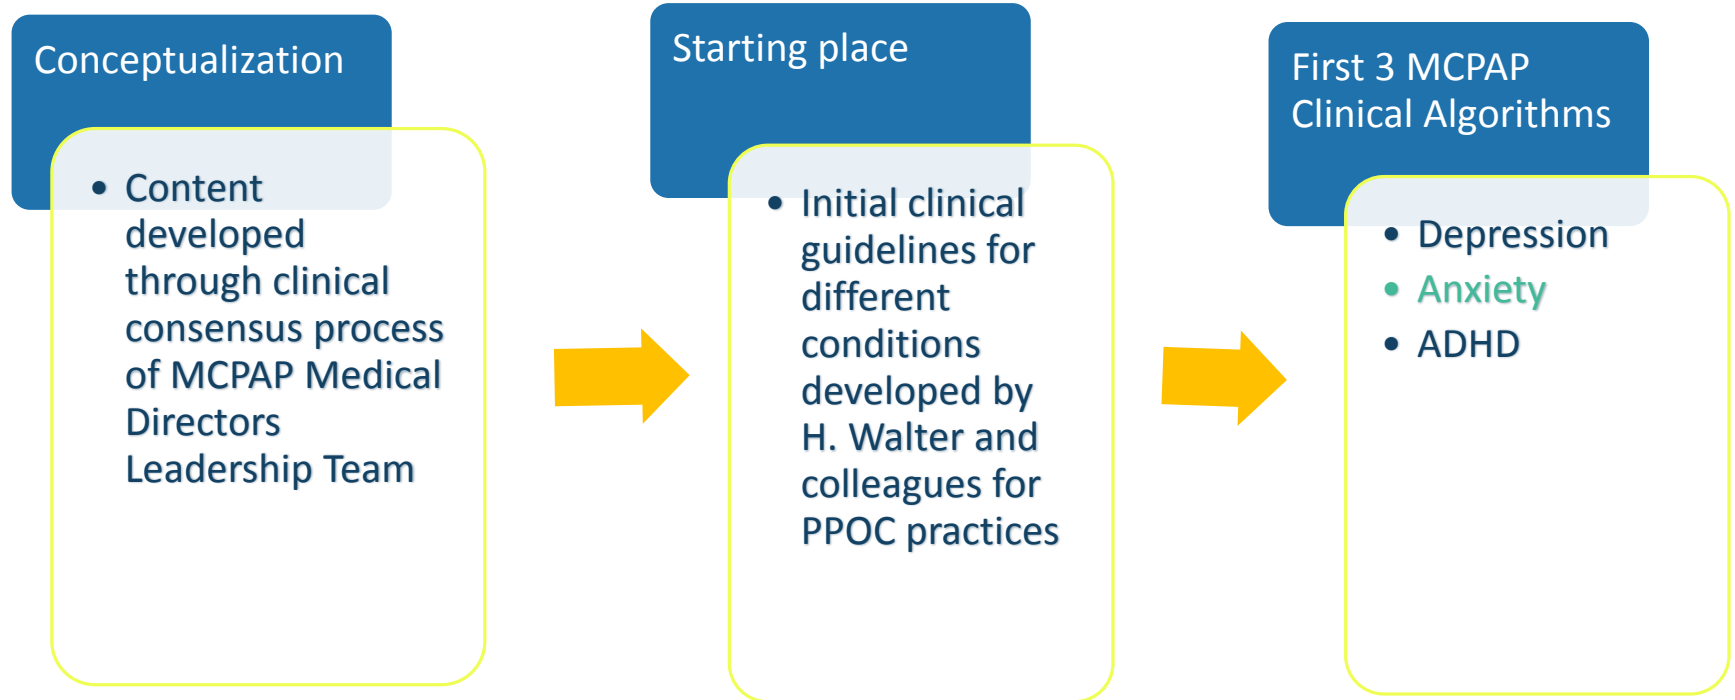 Conceptualization
• Content
developed
through clinical
consensus process
of MCPAP Medical
Directors
Leadership Team
Starting place
• Initial clinical
guidelines for
different
conditions
developed by
H. Walter and
colleagues for
PPOC practices
First 3 MCPAP
Clinical Algorithms
• Depression
• Anxiety
• ADHD